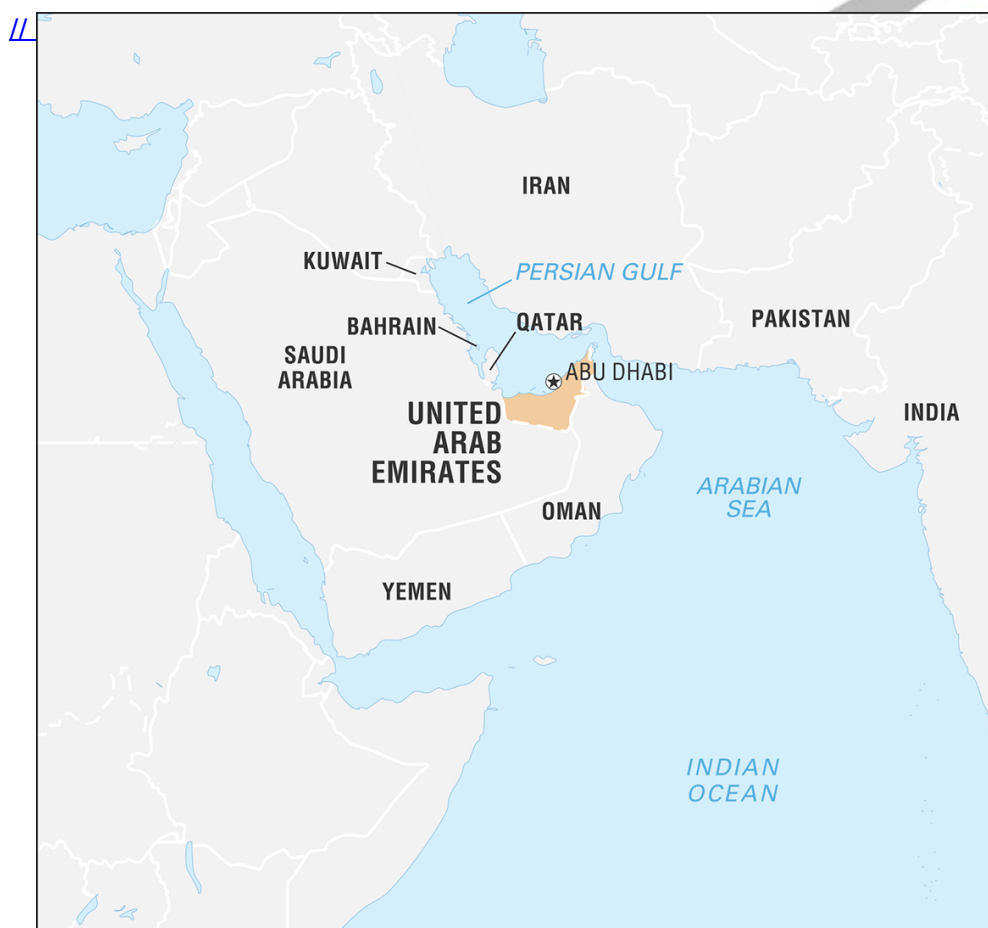 //
IRAN
KUWAIT
PERSIAN GULF
BAHRAIN
QATAR
PAKISTAN
SAUDI
ARABIA
ABU DHABI
UNITED
ARAB
EMIRATES
INDIA
ARABIAN
SEA
OMAN
YEMEN
INDIAN
OCEAN